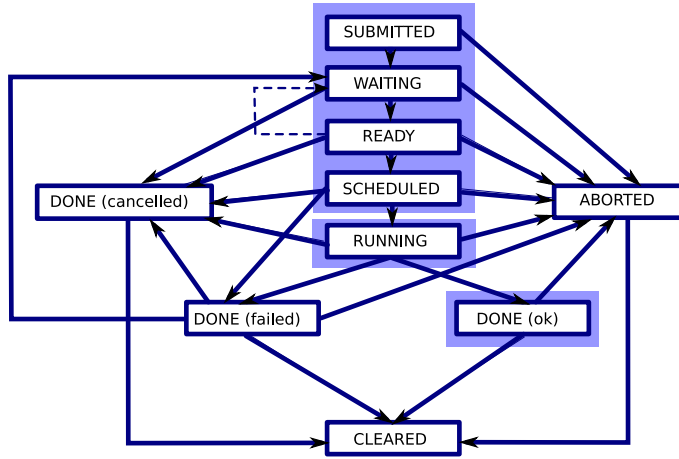 SUBMITTED
WAITING
READY
SCHEDULED
DONE (cancelled)
ABORTED
RUNNING
DONE (failed)
DONE (ok)
CLEARED